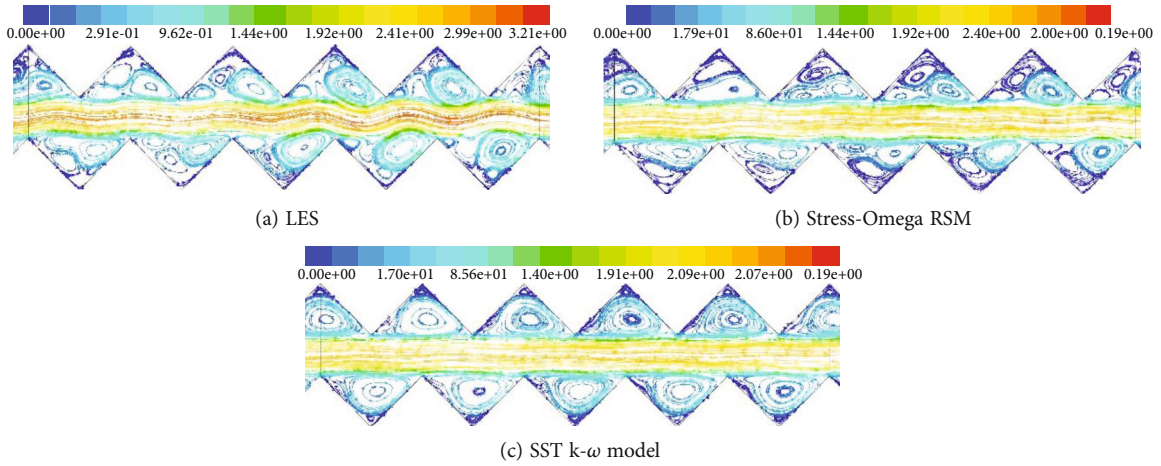 0.00e+00 2.91e-01 9.62e-01 1.44e+00 1.92e+00 2.41e+00 2.99e+00 3.21e+00
(a) LES
0.00e+00 1.79e+01 8.60e+01 1.44e+00 1.92e+00 2.40e+00 2.00e+00 0.19e+00
(b) Stress-Omega RSM
0.00e+00 1.70e+01 8.56e+01 1.40e+00 1.91e+00 2.09e+00 2.07e+00 0.19e+00
(c) SST k-ω model